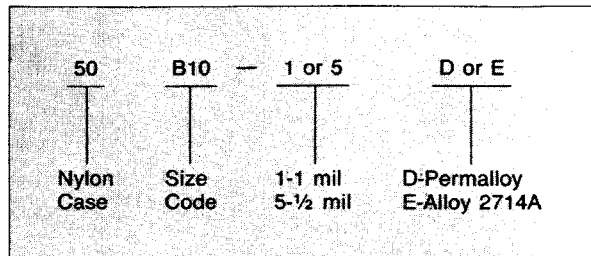 50 B10 - 1 or 5 D or E
Nylon Size 1-1 mil D-Permalloy
Case Code 5-½ mil E-Alloy 2714A